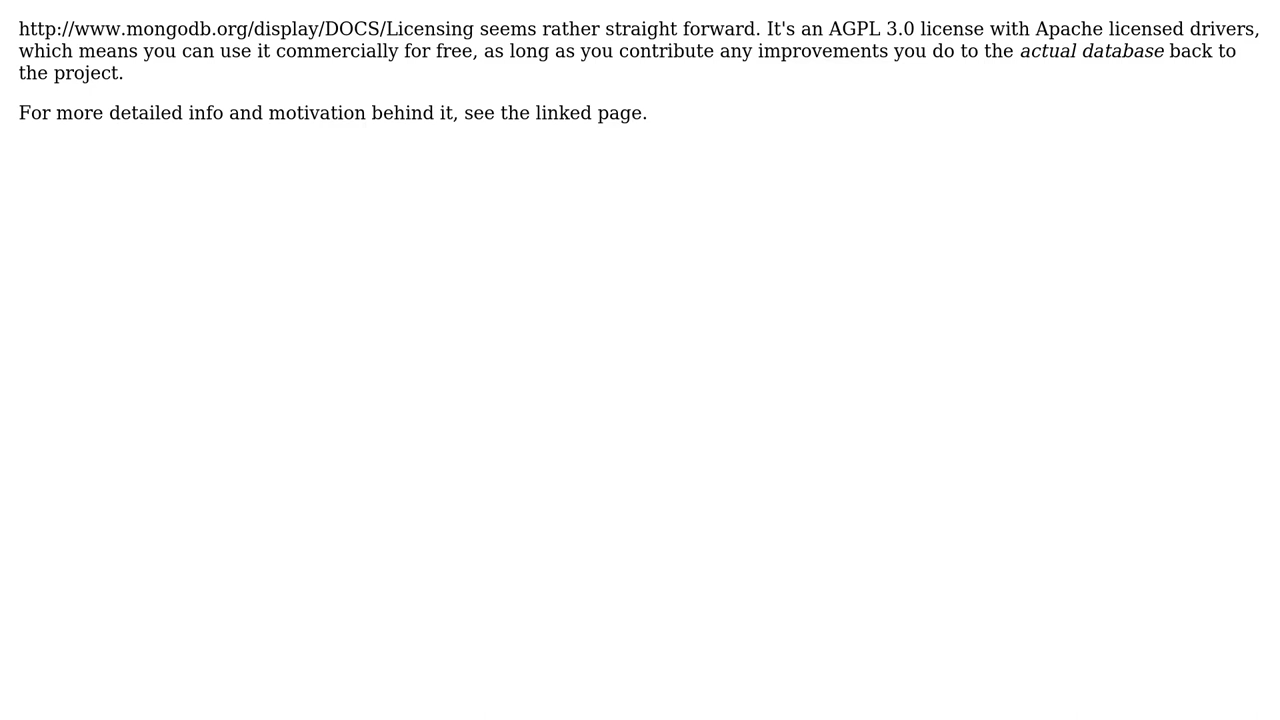 http://www.mongodb.org/display/DOCS/Licensing seems rather straight forward. It's an AGPL 3.0 license with Apache licensed drivers,
which means you can use it commercially for free, as long as you contribute any improvements you do to the actual database back to
the project.
For more detailed info and motivation behind it, see the linked page.